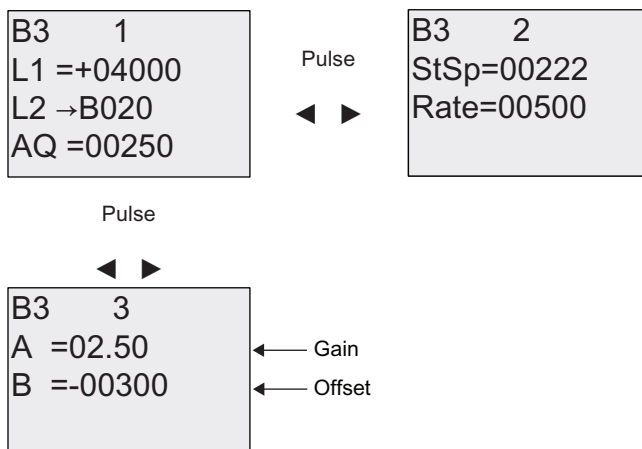 B3 1
L1 =+04000
L2 →B020
AQ =00250
Pulse
◄ ►
B3 2
StSp=00222
Rate=00500
Pulse
◄ ►
B3 3
A =02.50
B =-00300
Gain
Offset